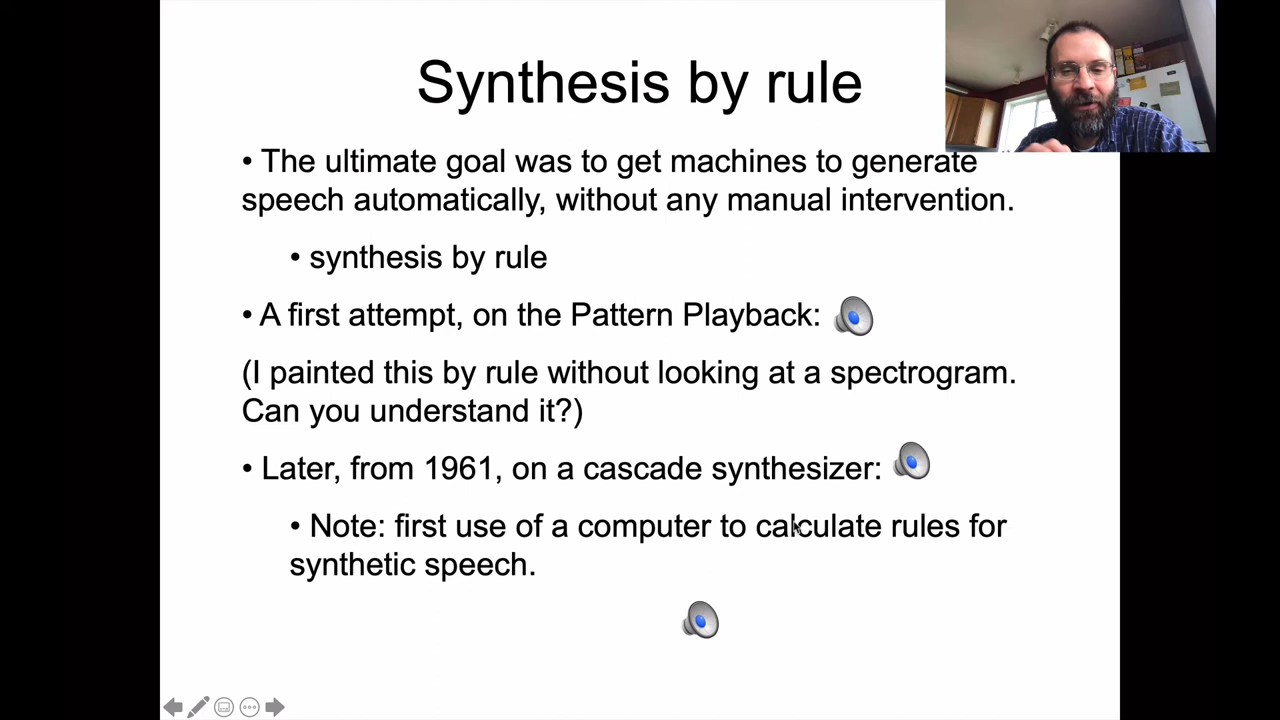 Synthesis by rule
• The ultimate goal was to get machines to generate
speech automatically, without any manual intervention.
• synthesis by rule
• A first attempt, on the Pattern Playback:
(I painted this by rule without looking at a spectrogram.
Can you understand it?)
• Later, from 1961, on a cascade synthesizer:
• Note: first use of a computer to calculate rules for
synthetic speech.